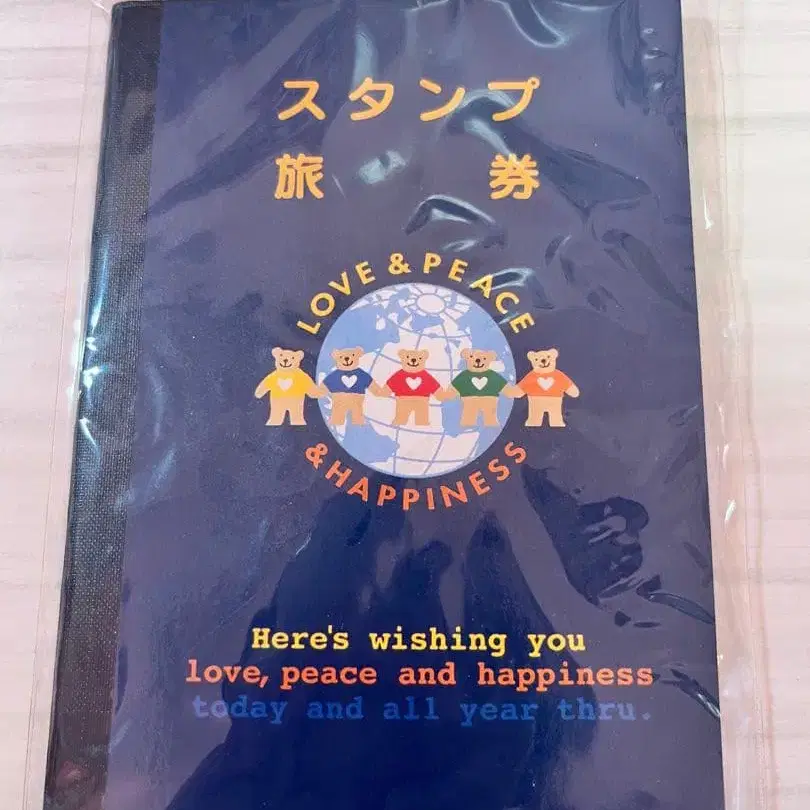 スタンプ
旅券
LOVE & PEACE
& HAPPINESS
Here's wishing you
love, peace and happiness
today and all year thru.